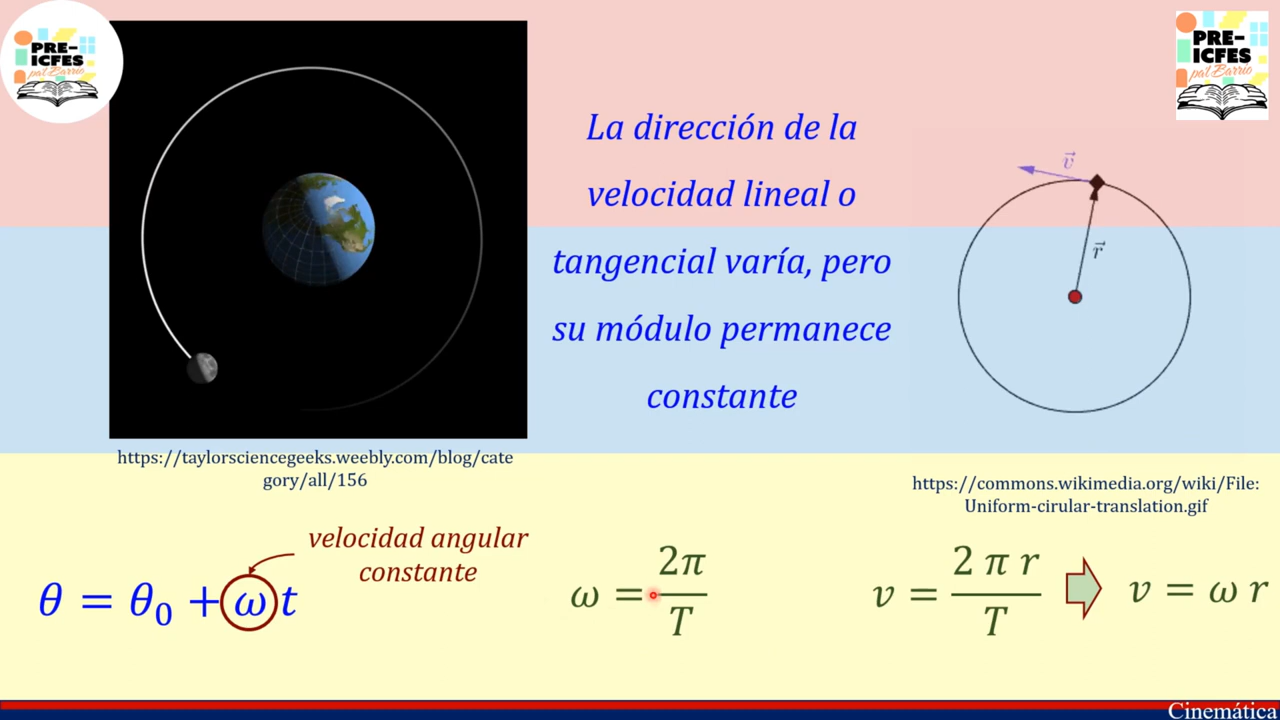 PRE-
ICFES
pa'l Barrio
PRE-
ICFES
pa'l Barrio
La dirección de la
velocidad lineal o
tangencial varía, pero
su módulo permanece
constante
v⃗
r⃗
https://taylorsciencegeeks.weebly.com/blog/cate
gory/all/156
https://commons.wikimedia.org/wiki/File:
Uniform-cirular-translation.gif
velocidad angular
constante
θ = θ₀ + ω t
ω = 2π / T
v = 2 π r / T
v = ω r
Cinemática